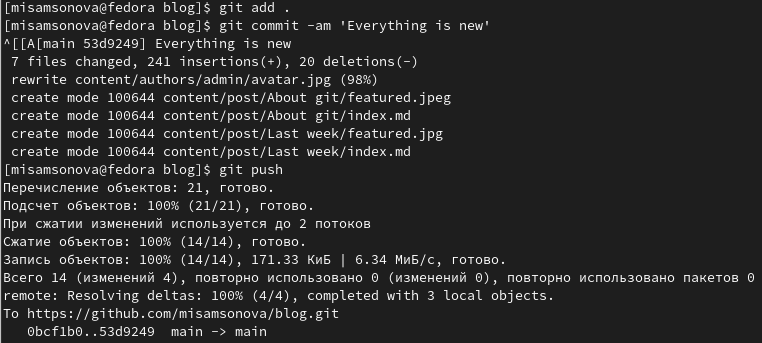 [misamsonova@fedora blog]$ git add .
[misamsonova@fedora blog]$ git commit -am 'Everything is new'
^[[A[main 53d9249] Everything is new
 7 files changed, 241 insertions(+), 20 deletions(-)
 rewrite content/authors/admin/avatar.jpg (98%)
 create mode 100644 content/post/About git/featured.jpeg
 create mode 100644 content/post/About git/index.md
 create mode 100644 content/post/Last week/featured.jpg
 create mode 100644 content/post/Last week/index.md
[misamsonova@fedora blog]$ git push
Перечисление объектов: 21, готово.
Подсчет объектов: 100% (21/21), готово.
При сжатии изменений используется до 2 потоков
Сжатие объектов: 100% (14/14), готово.
Запись объектов: 100% (14/14), 171.33 КиБ | 6.34 МиБ/с, готово.
Всего 14 (изменений 4), повторно использовано 0 (изменений 0), повторно использовано пакетов 0
remote: Resolving deltas: 100% (4/4), completed with 3 local objects.
To https://github.com/misamsonova/blog.git
   0bcf1b0..53d9249  main -> main